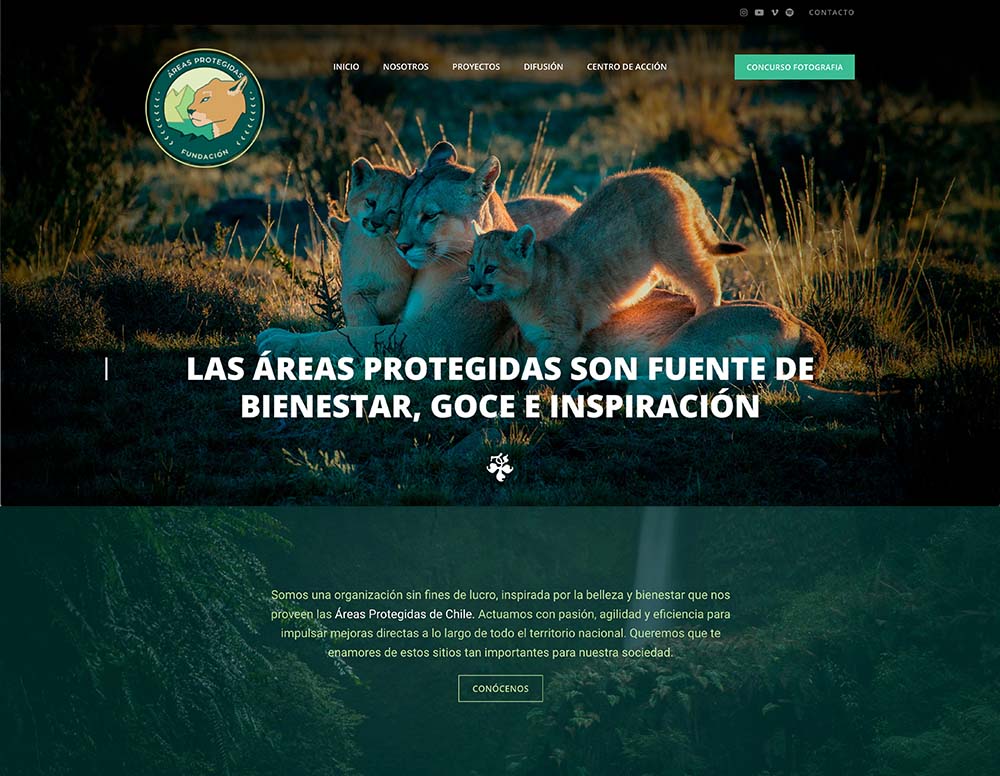 CONTACTO
ÁREAS PROTEGIDAS
FUNDACIÓN
INICIO NOSOTROS PROYECTOS DIFUSIÓN CENTRO DE ACCIÓN
CONCURSO FOTOGRAFIA
LAS ÁREAS PROTEGIDAS SON FUENTE DE
BIENESTAR, GOCE E INSPIRACIÓN
Somos una organización sin fines de lucro, inspirada por la belleza y bienestar que nos
proveen las Áreas Protegidas de Chile. Actuamos con pasión, agilidad y eficiencia para
impulsar mejoras directas a lo largo de todo el territorio nacional. Queremos que te
enamores de estos sitios tan importantes para nuestra sociedad.
CONÓCENOS